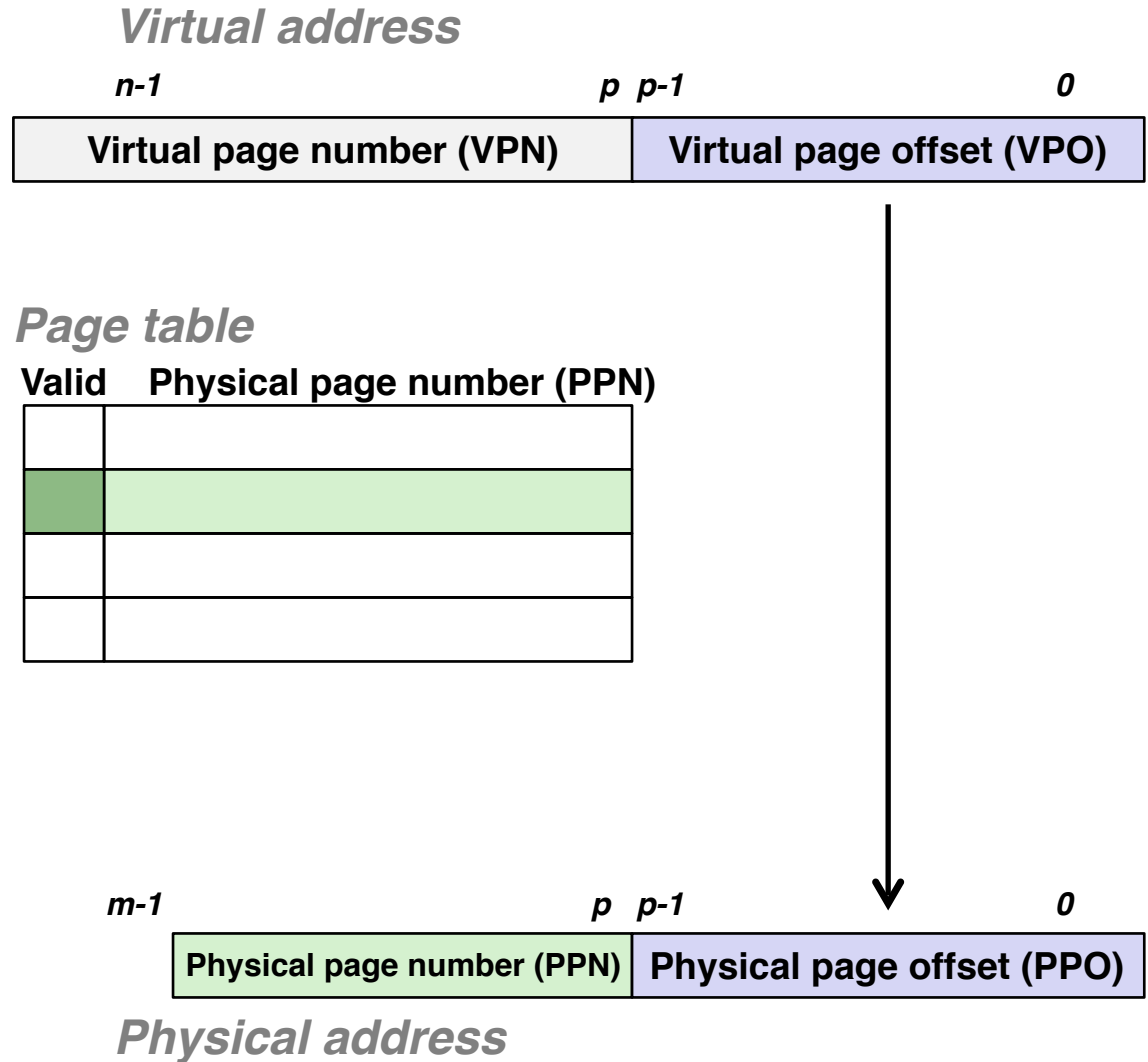 Virtual address
n-1 p p-1 0
Virtual page number (VPN) Virtual page offset (VPO)
Page table
Valid Physical page number (PPN)
m-1 p p-1 0
Physical page number (PPN) Physical page offset (PPO)
Physical address